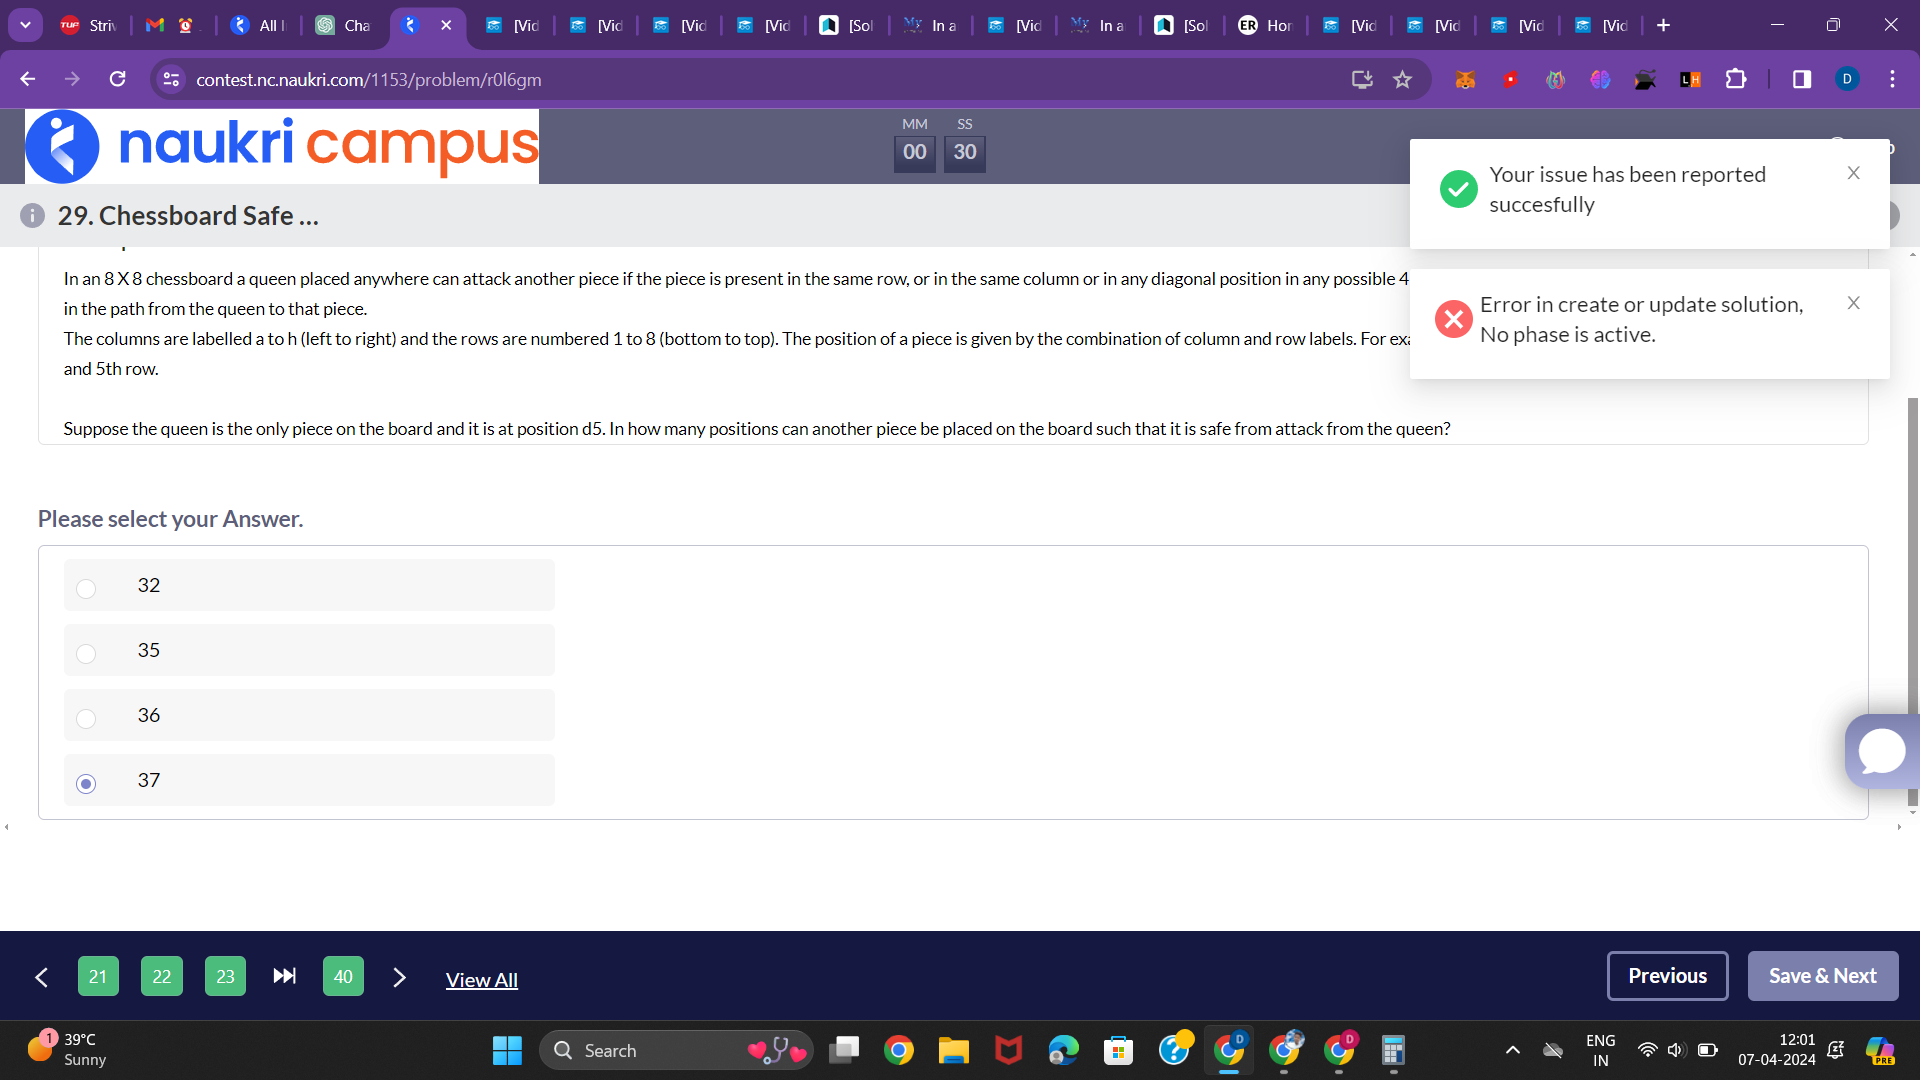 Striv
All I
Cha
[Vid
[Vid
[Vid
[Vid
[Sol
In a
[Vid
In a
[Sol
Hon
[Vid
[Vid
[Vid
[Vid
contest.nc.naukri.com/1153/problem/r0l6gm
naukri campus
MM SS
00 30
29. Chessboard Safe ...
Your issue has been reported
succesfully
Error in create or update solution,
No phase is active.
In an 8 X 8 chessboard a queen placed anywhere can attack another piece if the piece is present in the same row, or in the same column or in any diagonal position in any possible 4
in the path from the queen to that piece.
The columns are labelled a to h (left to right) and the rows are numbered 1 to 8 (bottom to top). The position of a piece is given by the combination of column and row labels. For exa
and 5th row.
Suppose the queen is the only piece on the board and it is at position d5. In how many positions can another piece be placed on the board such that it is safe from attack from the queen?
Please select your Answer.
32
35
36
37
21 22 23 40 View All
Previous
Save & Next
1
39°C
Sunny
Search
ENG
IN
12:01
07-04-2024
PRE